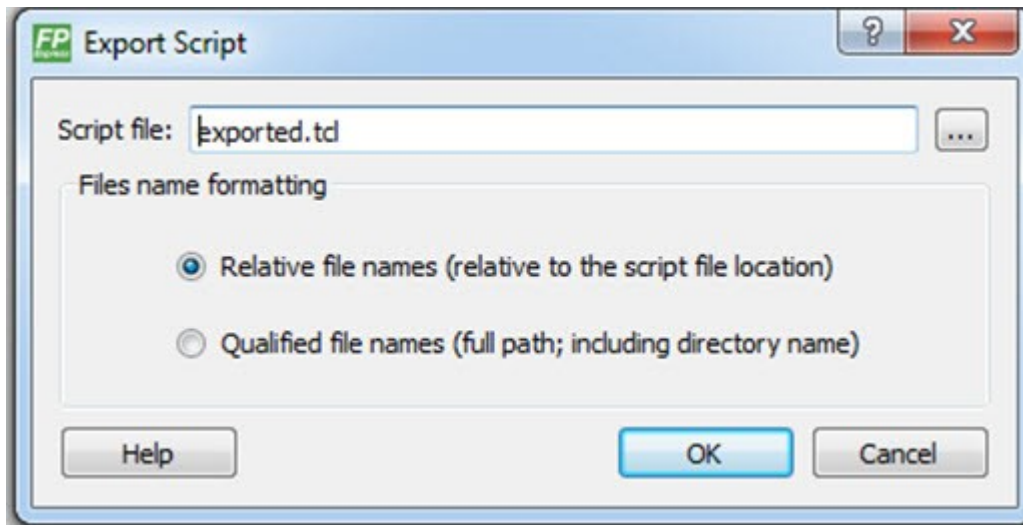 FP Export Script ?
Script file: exported.tcl ...
Files name formatting
Relative file names (relative to the script file location)
Qualified file names (full path; including directory name)
Help OK Cancel